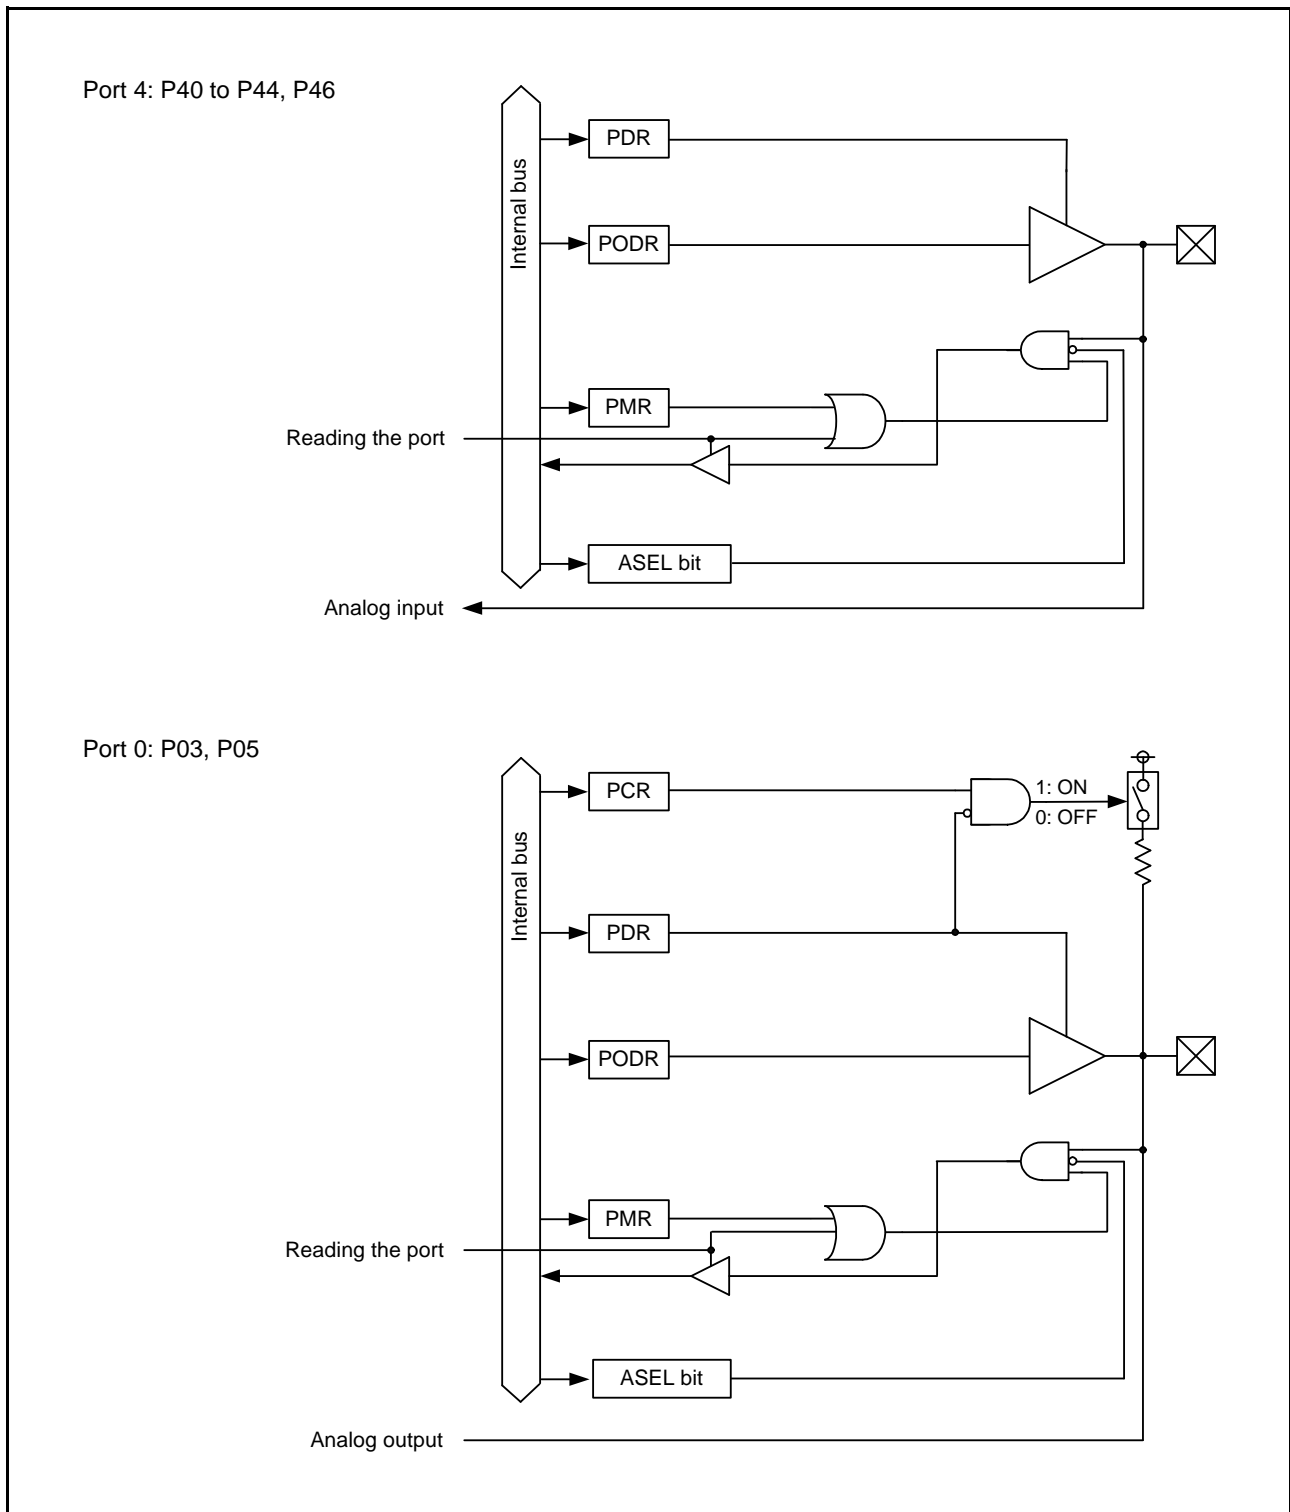 Port 4: P40 to P44, P46
Internal bus
PDR
PODR
PMR
Reading the port
ASEL bit
Analog input
Port 0: P03, P05
Internal bus
PCR
1: ON
0: OFF
PDR
PODR
PMR
Reading the port
ASEL bit
Analog output